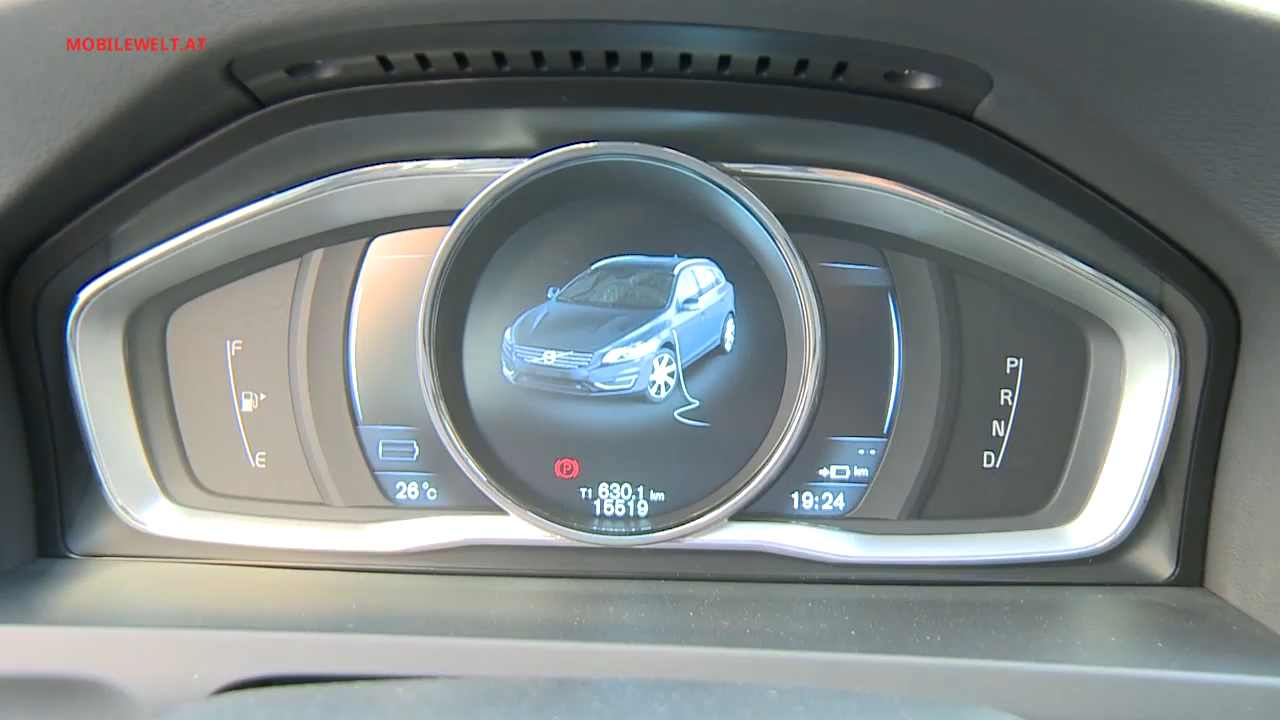 MOBILEWELT.AT
F
E
26°c
T1 630.1 km
15519
-- km
19:24
P
R
N
D